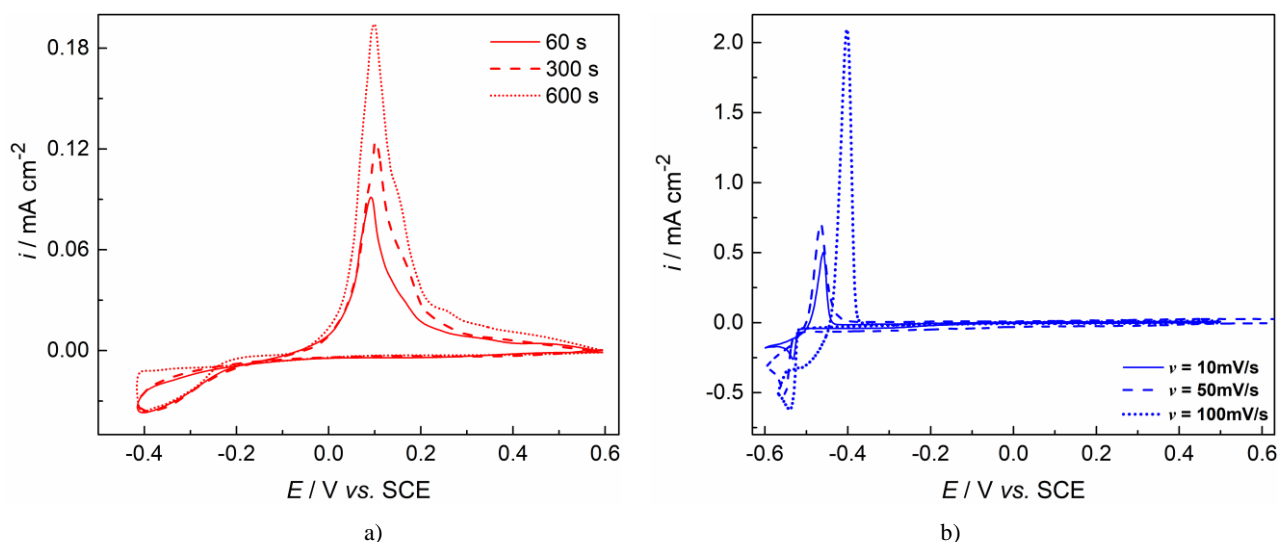 0.18
0.12
0.06
0.00
i / mA cm⁻²
60 s
300 s
600 s
-0.4 -0.2 0.0 0.2 0.4 0.6
E / V vs. SCE
a)
2.0
1.5
1.0
0.5
0.0
-0.5
i / mA cm⁻²
ν = 10mV/s
ν = 50mV/s
ν = 100mV/s
-0.6 -0.4 -0.2 0.0 0.2 0.4 0.6
E / V vs. SCE
b)